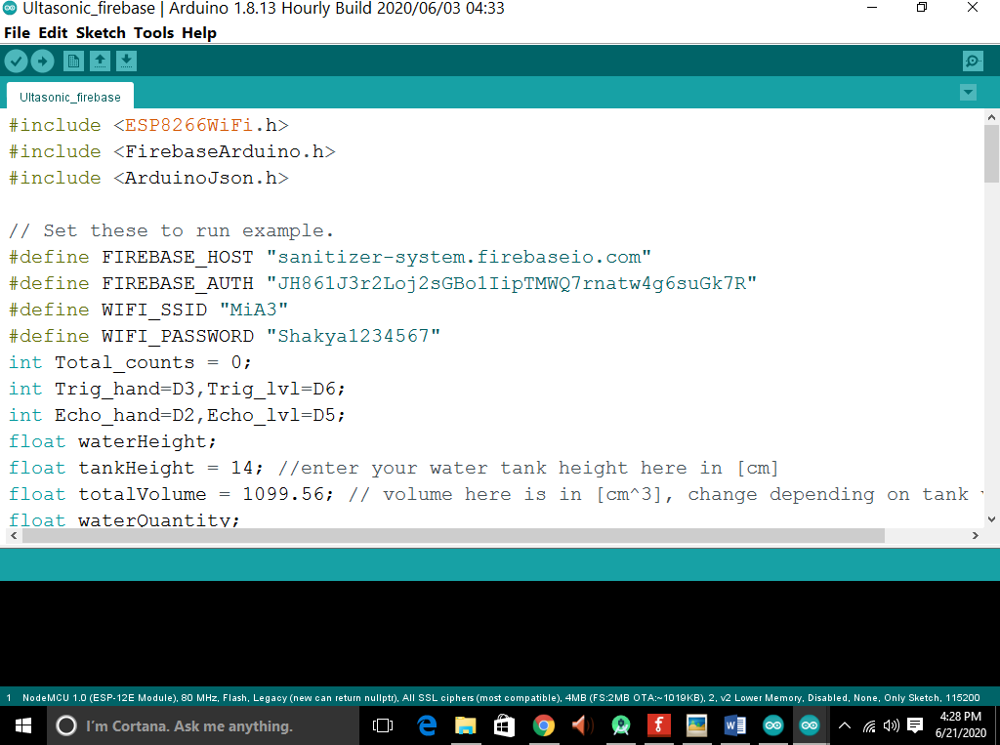 Ultasonic_firebase | Arduino 1.8.13 Hourly Build 2020/06/03 04:33
File Edit Sketch Tools Help
Ultasonic_firebase
#include <ESP8266WiFi.h>
#include <FirebaseArduino.h>
#include <ArduinoJson.h>
// Set these to run example.
#define FIREBASE_HOST "sanitizer-system.firebaseio.com"
#define FIREBASE_AUTH "JH861J3r2Loj2sGBo1IipTMWQ7rnatw4g6suGk7R"
#define WIFI_SSID "MiA3"
#define WIFI_PASSWORD "Shakya1234567"
int Total_counts = 0;
int Trig_hand=D3,Trig_lvl=D6;
int Echo_hand=D2,Echo_lvl=D5;
float waterHeight;
float tankHeight = 14; //enter your water tank height here in [cm]
float totalVolume = 1099.56; // volume here is in [cm^3], change depending on tank
float waterQuantity;
1 NodeMCU 1.0 (ESP-12E Module), 80 MHz, Flash, Legacy (new can return nullptr), All SSL ciphers (most compatible), 4MB (FS:2MB OTA:~1019KB), 2, v2 Lower Memory, Disabled, None, Only Sketch, 115200
I'm Cortana. Ask me anything.
4:28 PM
6/21/2020